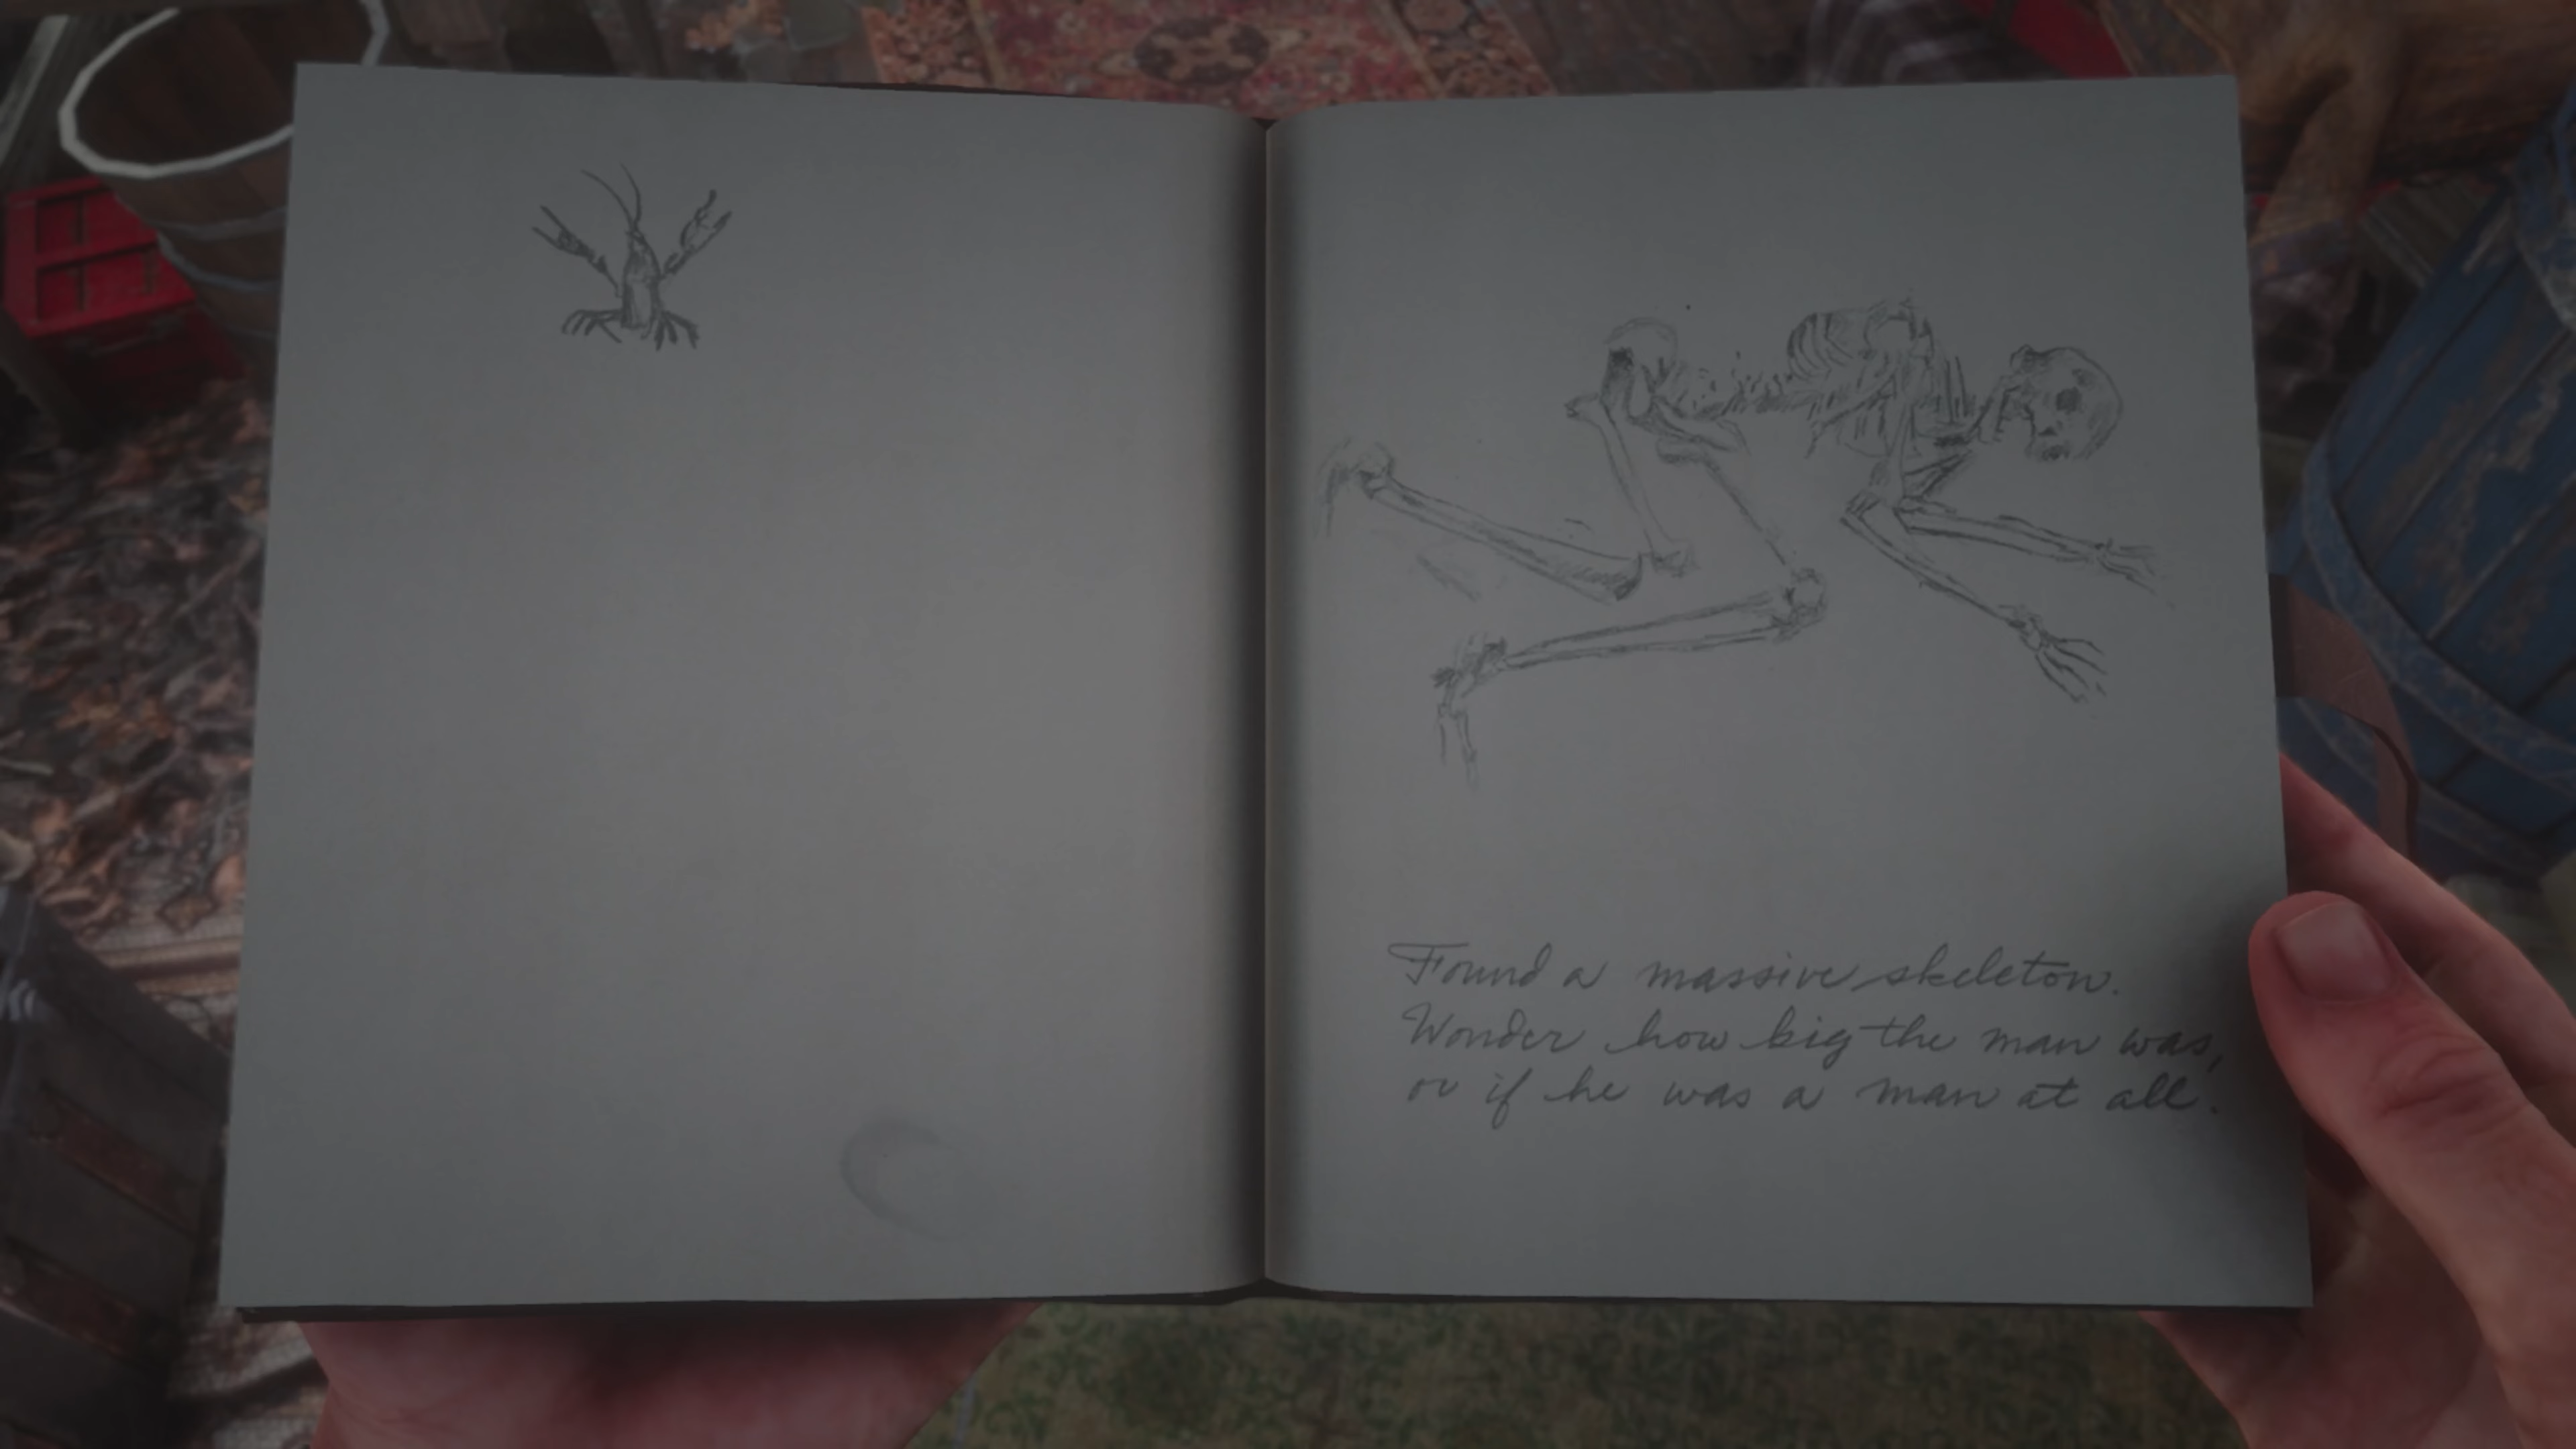 Found a massive skeleton.
Wonder how big the man was,
or if he was a man at all.